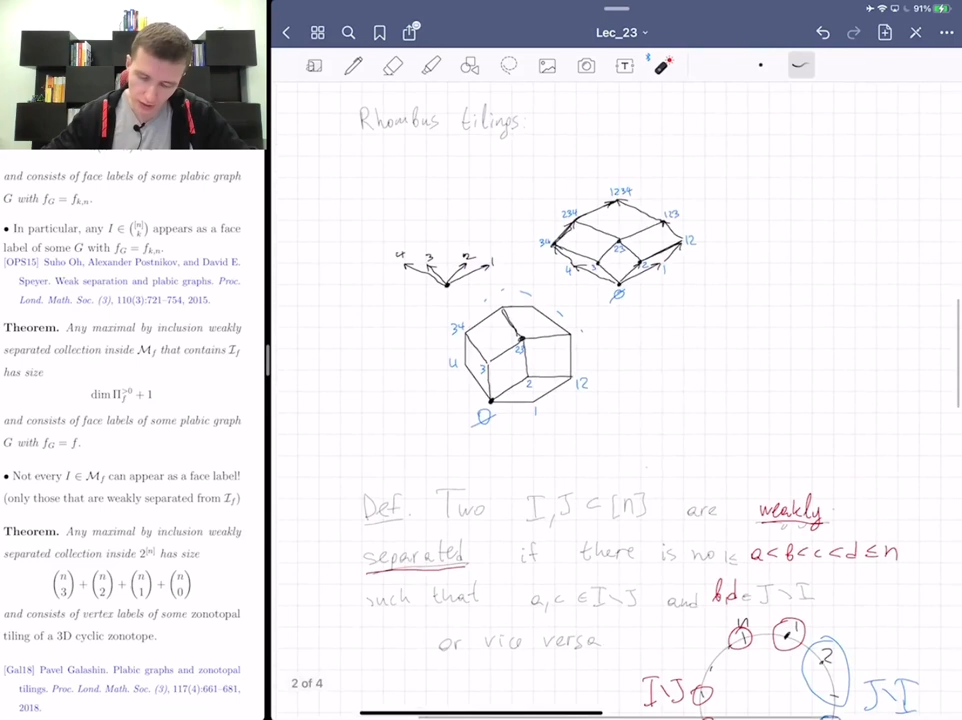 91%
Lec_23
and consists of face labels of some plabic graph
G with f_G = f_{k,n}.
• In particular, any I ∈ \binom{[n]}{k} appears as a face
label of some G with f_G = f_{k,n}.
[OPS15] Suho Oh, Alexander Postnikov, and David E.
Speyer. Weak separation and plabic graphs. Proc.
Lond. Math. Soc. (3), 110(3):721–754, 2015.
Theorem. Any maximal by inclusion weakly
separated collection inside M_f that contains I_f
has size
dim Π_f^{>0} + 1
and consists of face labels of some plabic graph
G with f_G = f.
• Not every I ∈ M_f can appear as a face label!
(only those that are weakly separated from I_f)
Theorem. Any maximal by inclusion weakly
separated collection inside 2^{[n]} has size
\binom{n}{3} + \binom{n}{2} + \binom{n}{1} + \binom{n}{0}
and consists of vertex labels of some zonotopal
tiling of a 3D cyclic zonotope.
[Gal18] Pavel Galashin. Plabic graphs and zonotopal
tilings. Proc. Lond. Math. Soc. (3), 117(4):661–681,
2018.
Rhombus tilings:
4 3 2 1
1234
234 123
34 23 12
4 3 2 1
∅
34
23
4 3 2 12
∅ 1
Def. Two I, J ⊂ [n] are weakly
separated if there is no 1≤ a<b<c<d ≤ n
such that a, c ∈ I∖J and b,d ∈ J∖I
or vice versa
n 1
2
I∖J J∖I
2 of 4